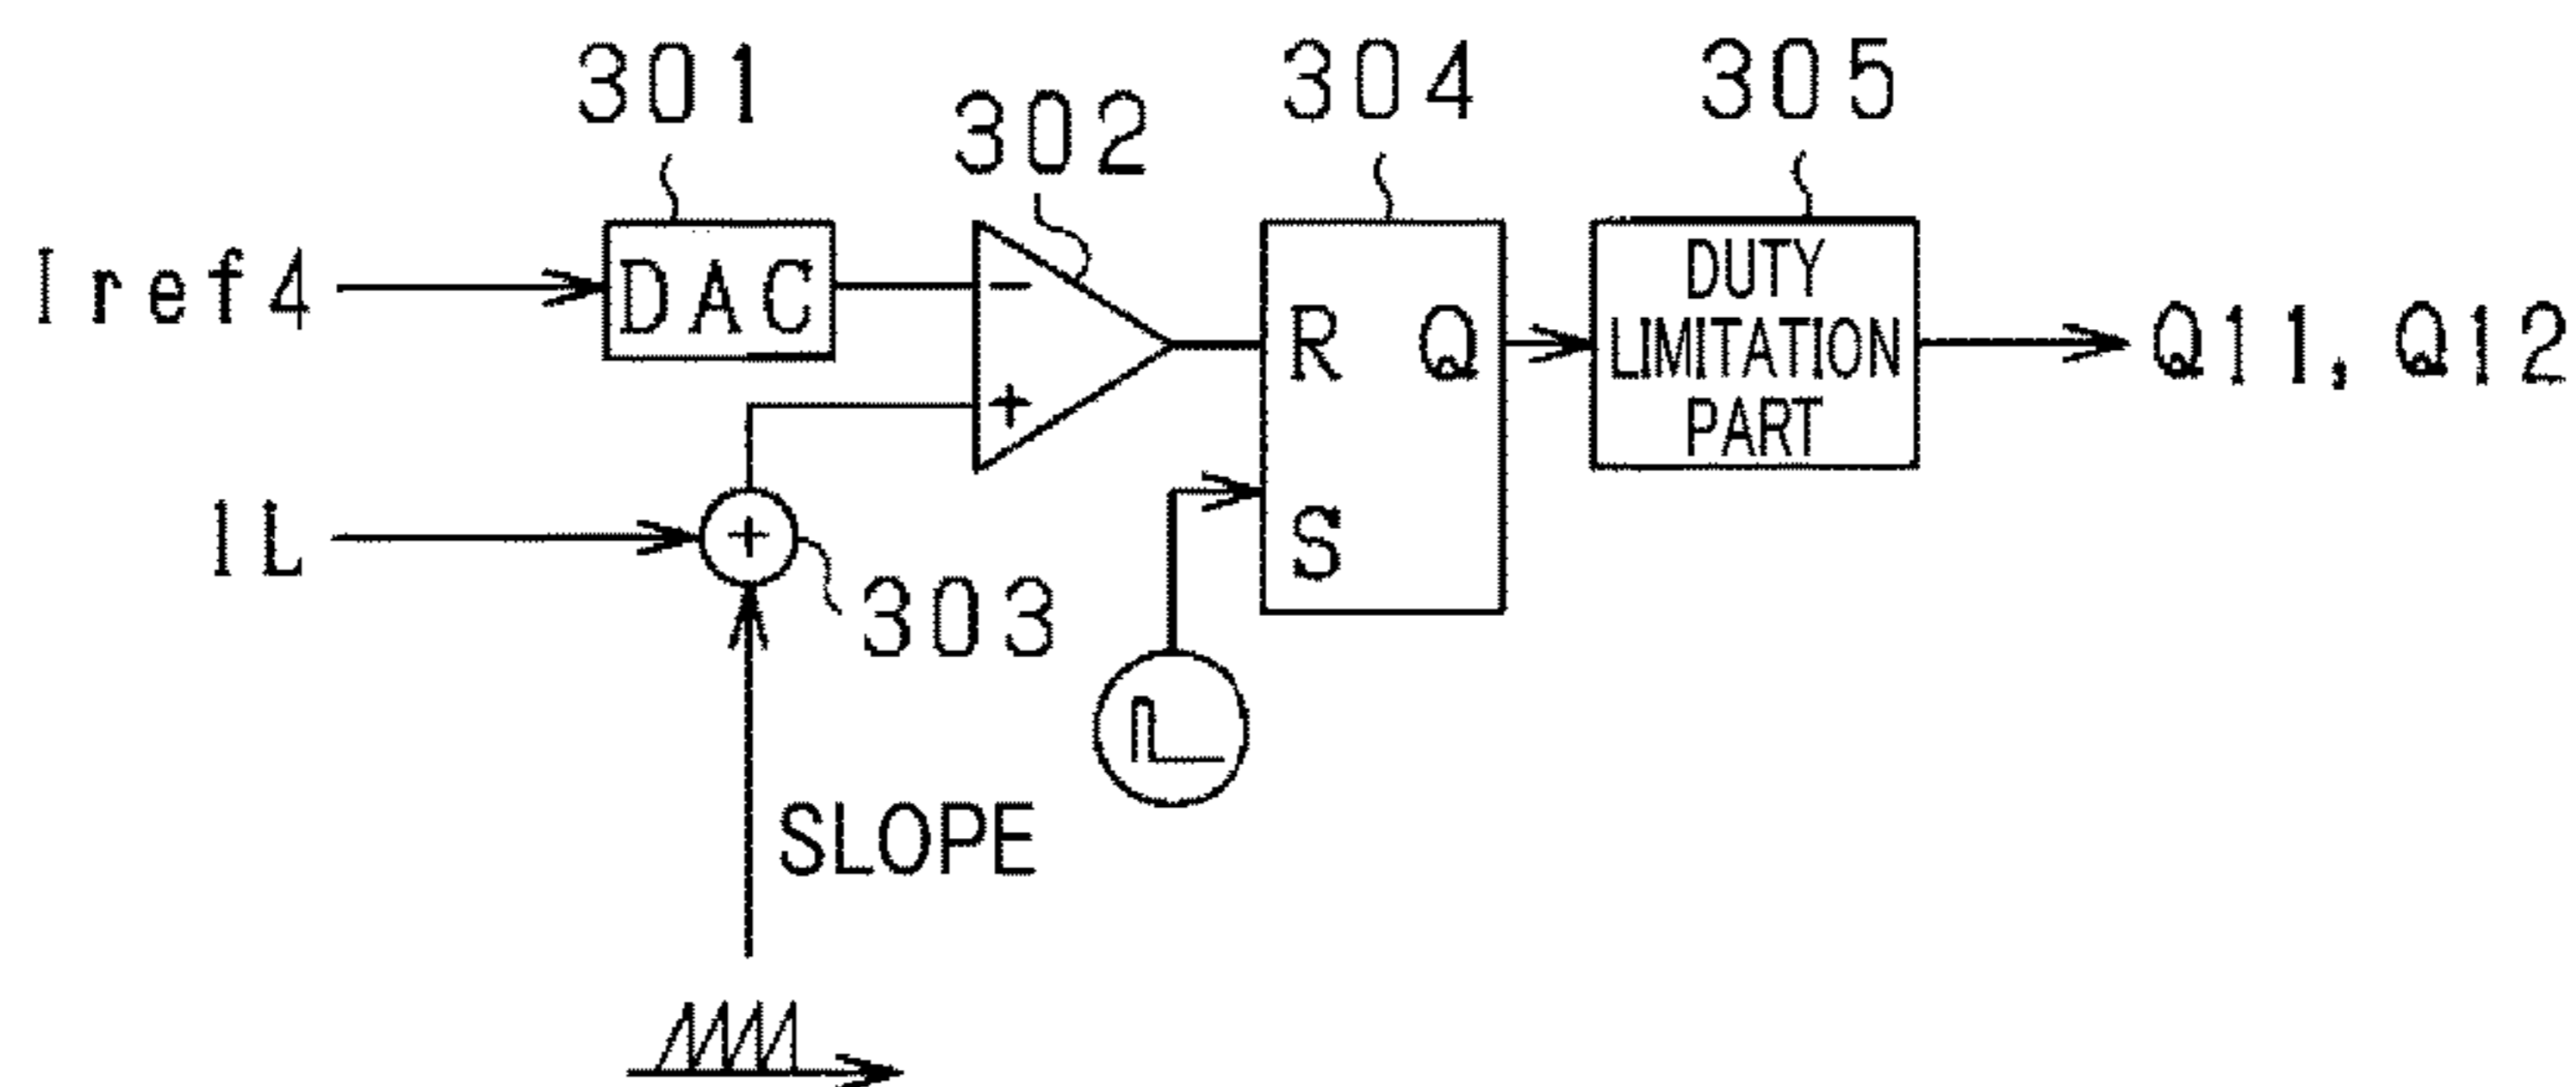 301
302
304
305
Iref4
DAC
−
+
R Q
S
DUTY
LIMITATION
PART
Q11, Q12
IL
+
303
SLOPE